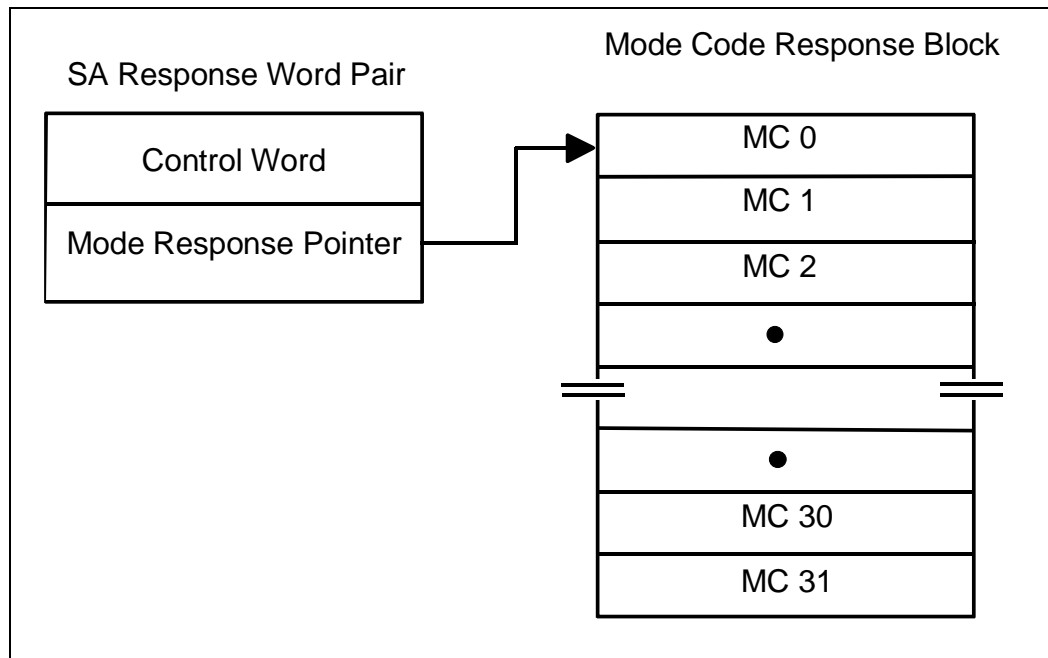 SA Response Word Pair
Control Word
Mode Response Pointer
Mode Code Response Block
MC 0
MC 1
MC 2
MC 30
MC 31